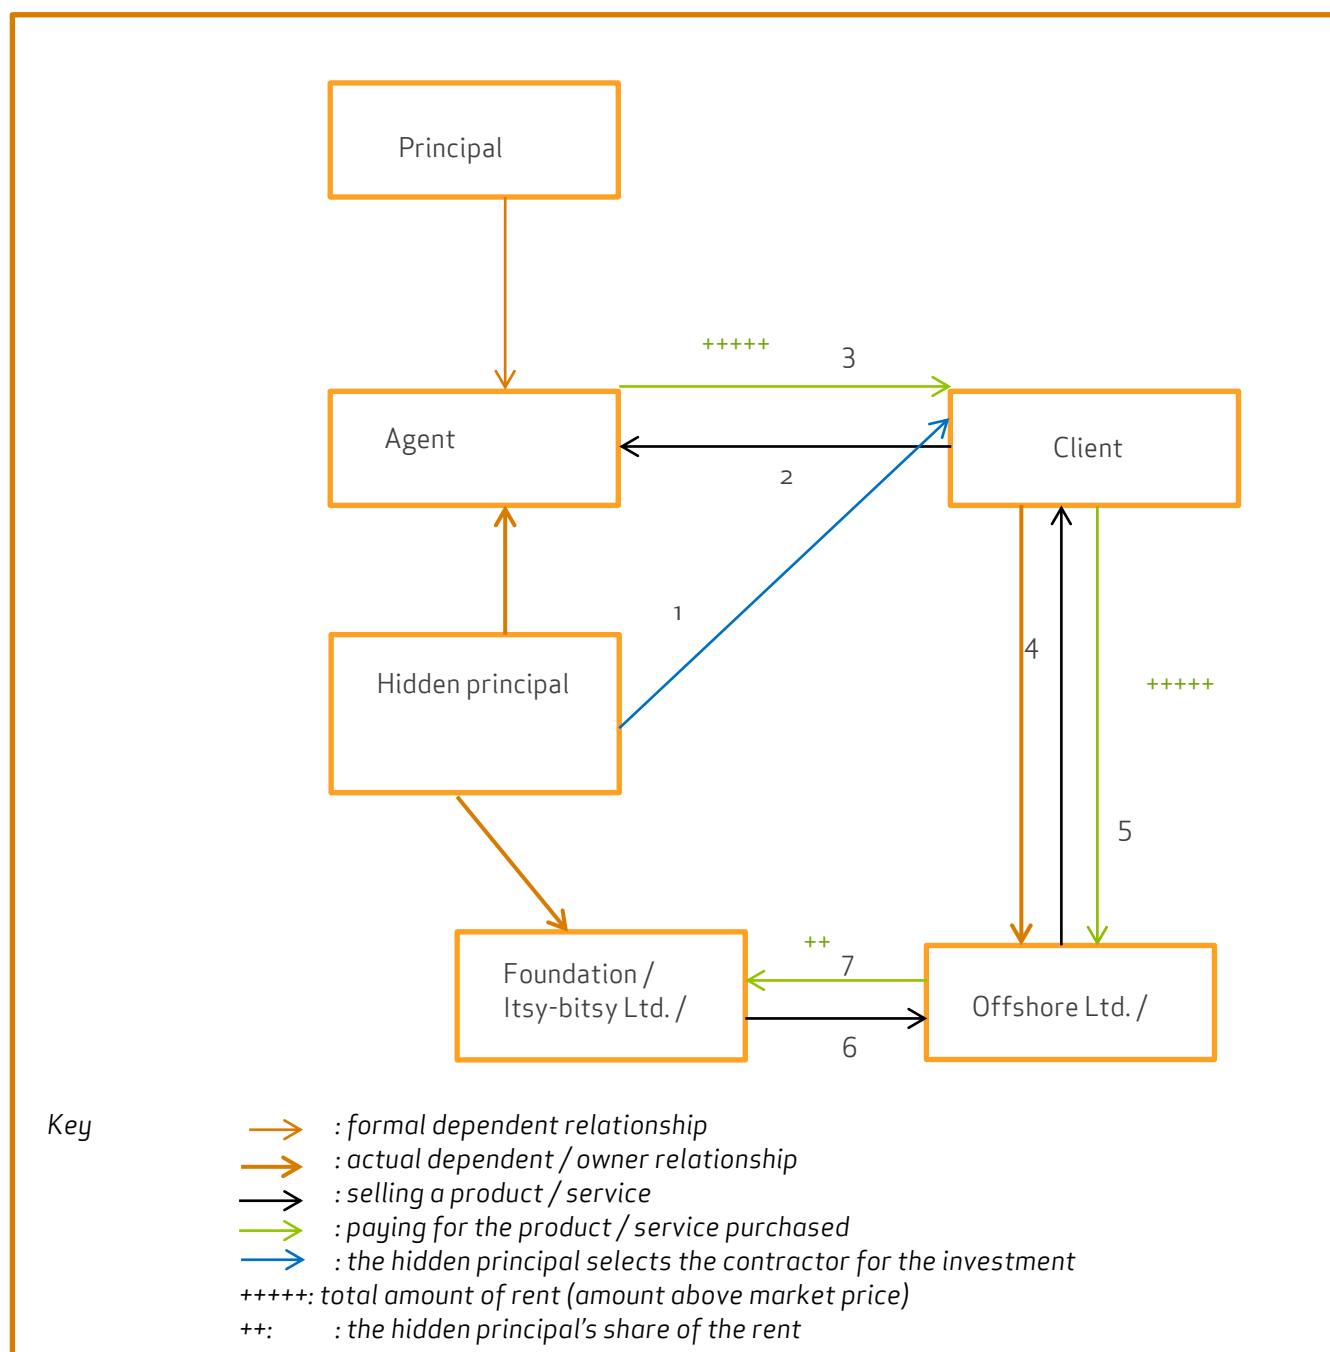 Principal
+++++
3
Agent
Client
2
1
Hidden principal
4
+++++
5
++
7
Foundation /
Itsy-bitsy Ltd. /
Offshore Ltd. /
6
Key
: formal dependent relationship
: actual dependent / owner relationship
: selling a product / service
: paying for the product / service purchased
: the hidden principal selects the contractor for the investment
+++++: total amount of rent (amount above market price)
++: : the hidden principal's share of the rent